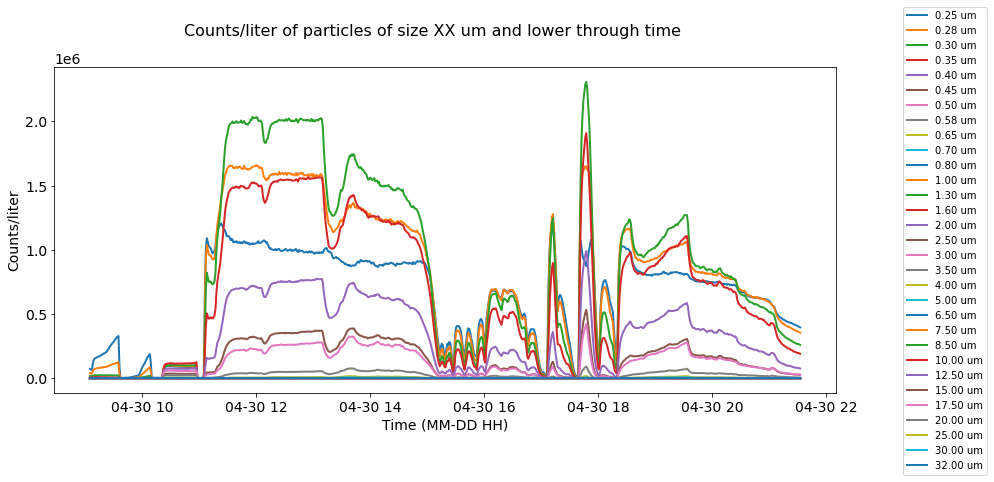 Counts/liter of particles of size XX um and lower through time
1e6
2.0
1.5
1.0
0.5
0.0
Counts/liter
04-30 10 04-30 12 04-30 14 04-30 16 04-30 18 04-30 20 04-30 22
Time (MM-DD HH)
0.25 um
0.28 um
0.30 um
0.35 um
0.40 um
0.45 um
0.50 um
0.58 um
0.65 um
0.70 um
0.80 um
1.00 um
1.30 um
1.60 um
2.00 um
2.50 um
3.00 um
3.50 um
4.00 um
5.00 um
6.50 um
7.50 um
8.50 um
10.00 um
12.50 um
15.00 um
17.50 um
20.00 um
25.00 um
30.00 um
32.00 um